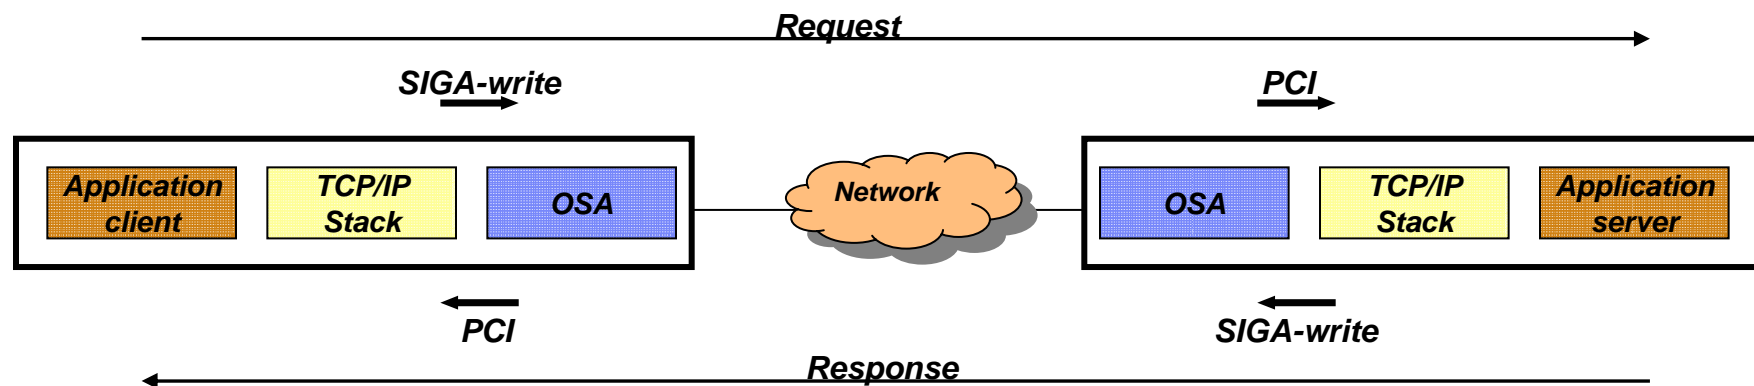 Request
SIGA-write
PCI
Application
client
TCP/IP
Stack
OSA
Network
OSA
TCP/IP
Stack
Application
server
PCI
SIGA-write
Response